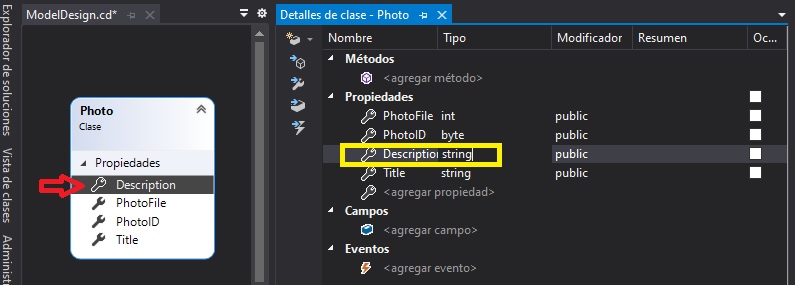 Explorador de soluciones
Vista de clases
Administ
ModelDesign.cd*
Photo
Clase
Propiedades
Description
PhotoFile
PhotoID
Title
Detalles de clase - Photo
Nombre Tipo Modificador Resumen Oc...
Métodos
<agregar método>
Propiedades
PhotoFile int public
PhotoID byte public
Description string public
Title string public
<agregar propiedad>
Campos
<agregar campo>
Eventos
<agregar evento>